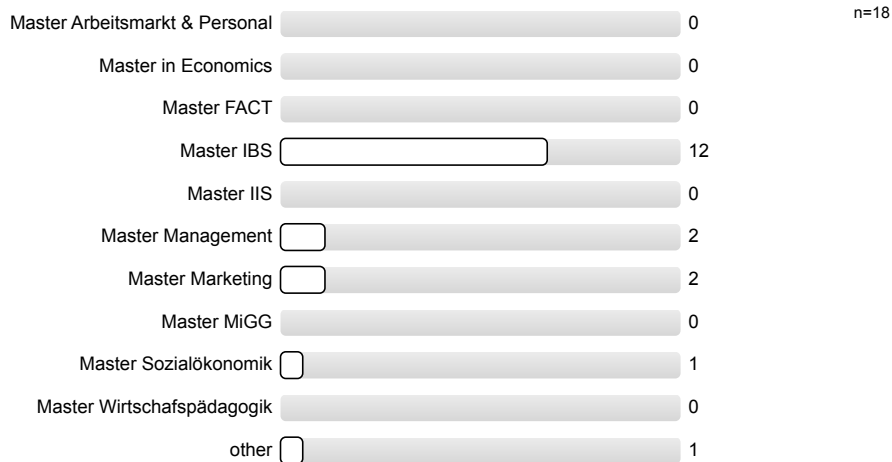 Master Arbeitsmarkt & Personal 0 n=18
Master in Economics 0
Master FACT 0
Master IBS 12
Master IIS 0
Master Management 2
Master Marketing 2
Master MiGG 0
Master Sozialökonomik 1
Master Wirtschafspädagogik 0
other 1